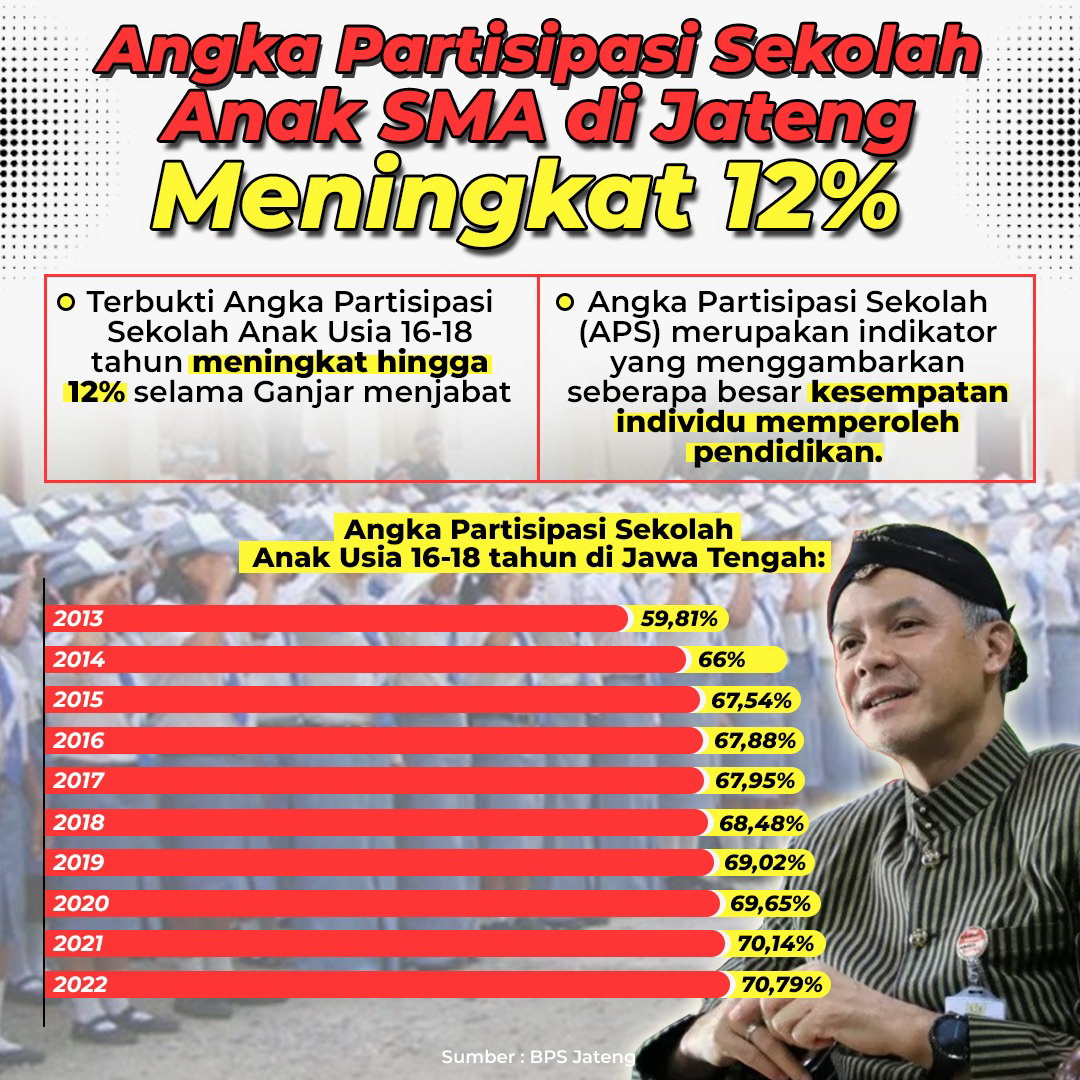 Angka Partisipasi Sekolah
Anak SMA di Jateng
Meningkat 12%
Terbukti Angka Partisipasi
Sekolah Anak Usia 16-18
tahun meningkat hingga
12% selama Ganjar menjabat
Angka Partisipasi Sekolah
(APS) merupakan indikator
yang menggambarkan
seberapa besar kesempatan
individu memperoleh
pendidikan.
Angka Partisipasi Sekolah
Anak Usia 16-18 tahun di Jawa Tengah:
2013 59,81%
2014 66%
2015 67,54%
2016 67,88%
2017 67,95%
2018 68,48%
2019 69,02%
2020 69,65%
2021 70,14%
2022 70,79%
Sumber : BPS Jateng